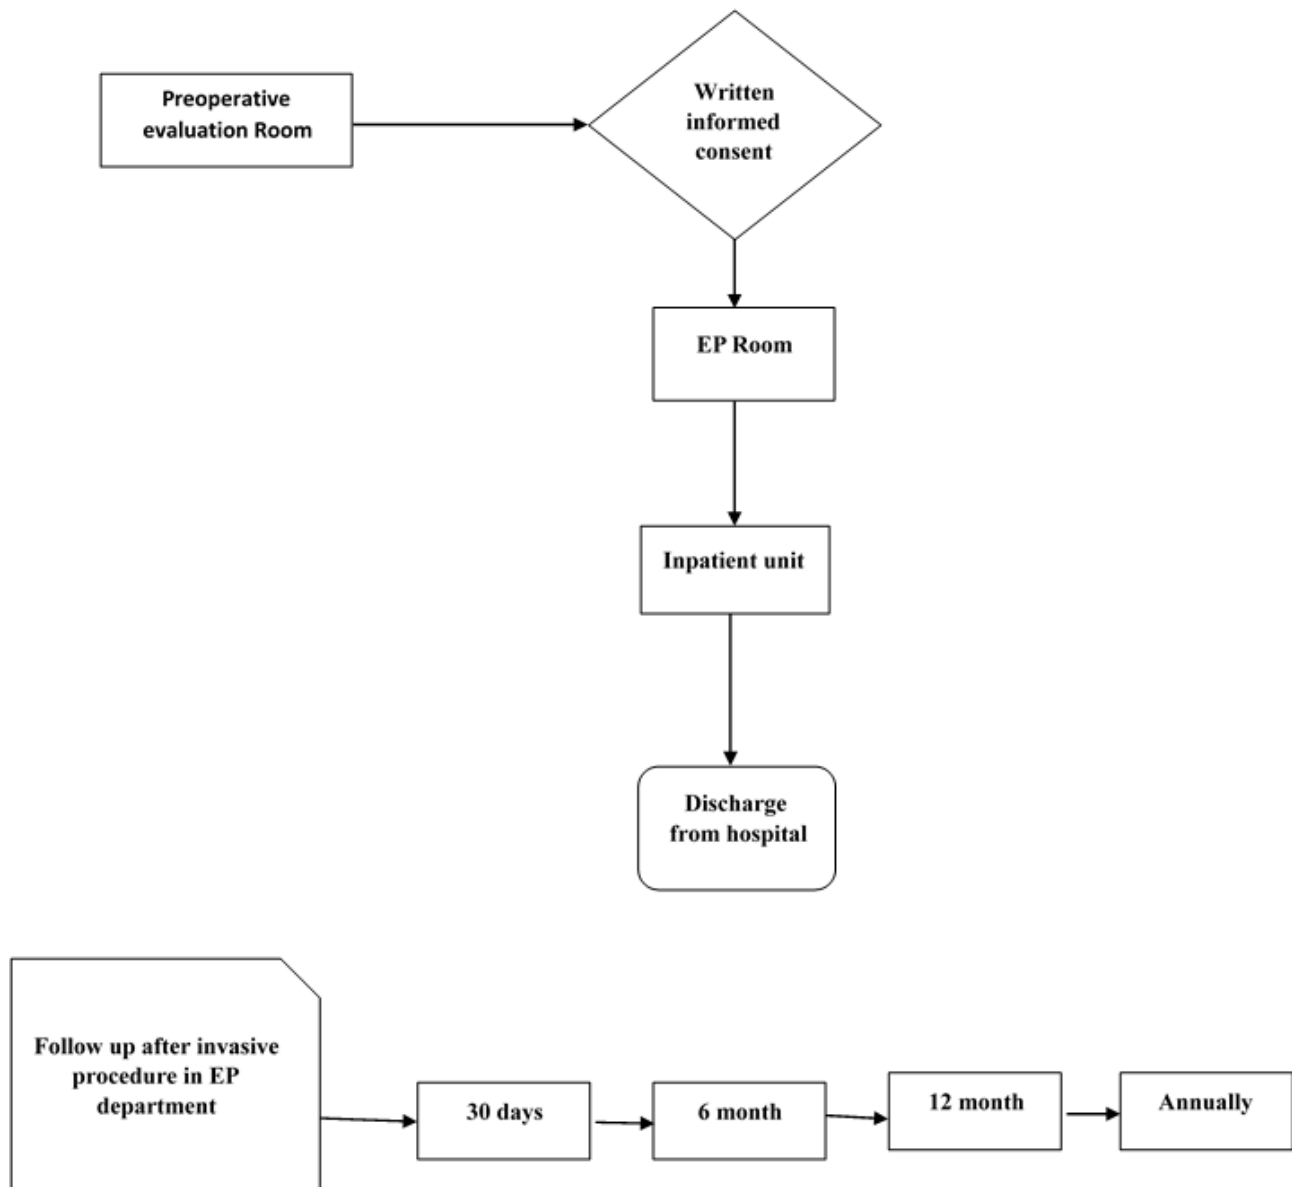 Preoperative
evaluation Room
Written
informed
consent
EP Room
Inpatient unit
Discharge
from hospital
Follow up after invasive
procedure in EP
department
30 days
6 month
12 month
Annually